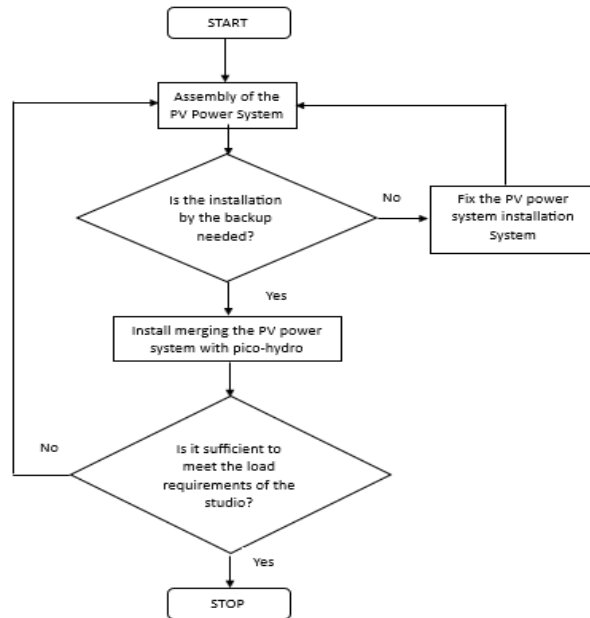 START
Assembly of the
PV Power System
Is the installation
by the backup
needed?
No
Fix the PV power
system installation
System
Yes
Install merging the PV power
system with pico-hydro
No
Is it sufficient to
meet the load
requirements of the
studio?
Yes
STOP